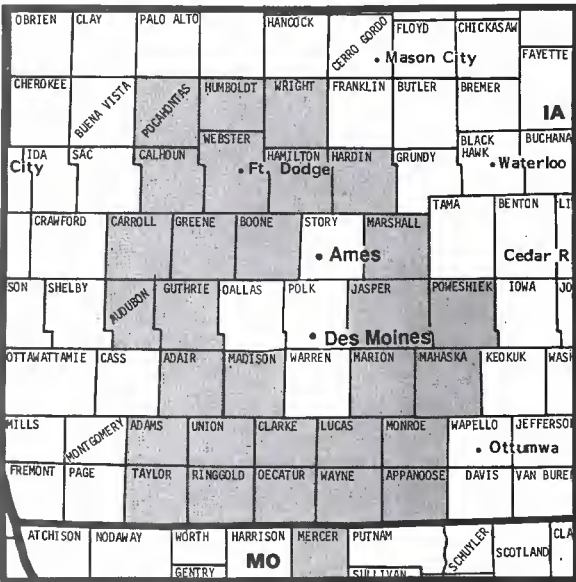 OBRIEN CLAY PALO ALTO HANCOCK CERRO GORDO FLOYD CHICKASAW
Mason City
FAYETTE
CHEROKEE BUENA VISTA POCAHONTAS HUMBOLDT WRIGHT FRANKLIN BUTLER BREMER
IA
WEBSTER
BLACK HAWK BUCHANA
IDA SAC CALHOUN HAMILTON HARDIN GRUNDY
City Ft. Dodge Waterloo
TAMA BENTON LI
CRAWFORD CARROLL GREENE BOONE STORY MARSHALL
Ames Cedar R
SON SHELBY AUDUBON GUTHRIE DALLAS POLK JASPER POWESHIEK IOWA JO
Des Moines
OTTAWATTAMIE CASS ADAIR MADISON WARREN MARION MAHASKA KEOKUK WASH
MILLS MONTGOMERY ADAMS UNION CLARKE LUCAS MONROE WAPELLO JEFFERSO
Ottumwa
FREMONT PAGE TAYLOR RINGGOLD DECATUR WAYNE APPANOOSE DAVIS VAN BURE
ATCHISON NODAWAY WORTH HARRISON MERCER PUTNAM SCHUYLER SCOTLAND CLA
MO
GENTRY SULLIVAN